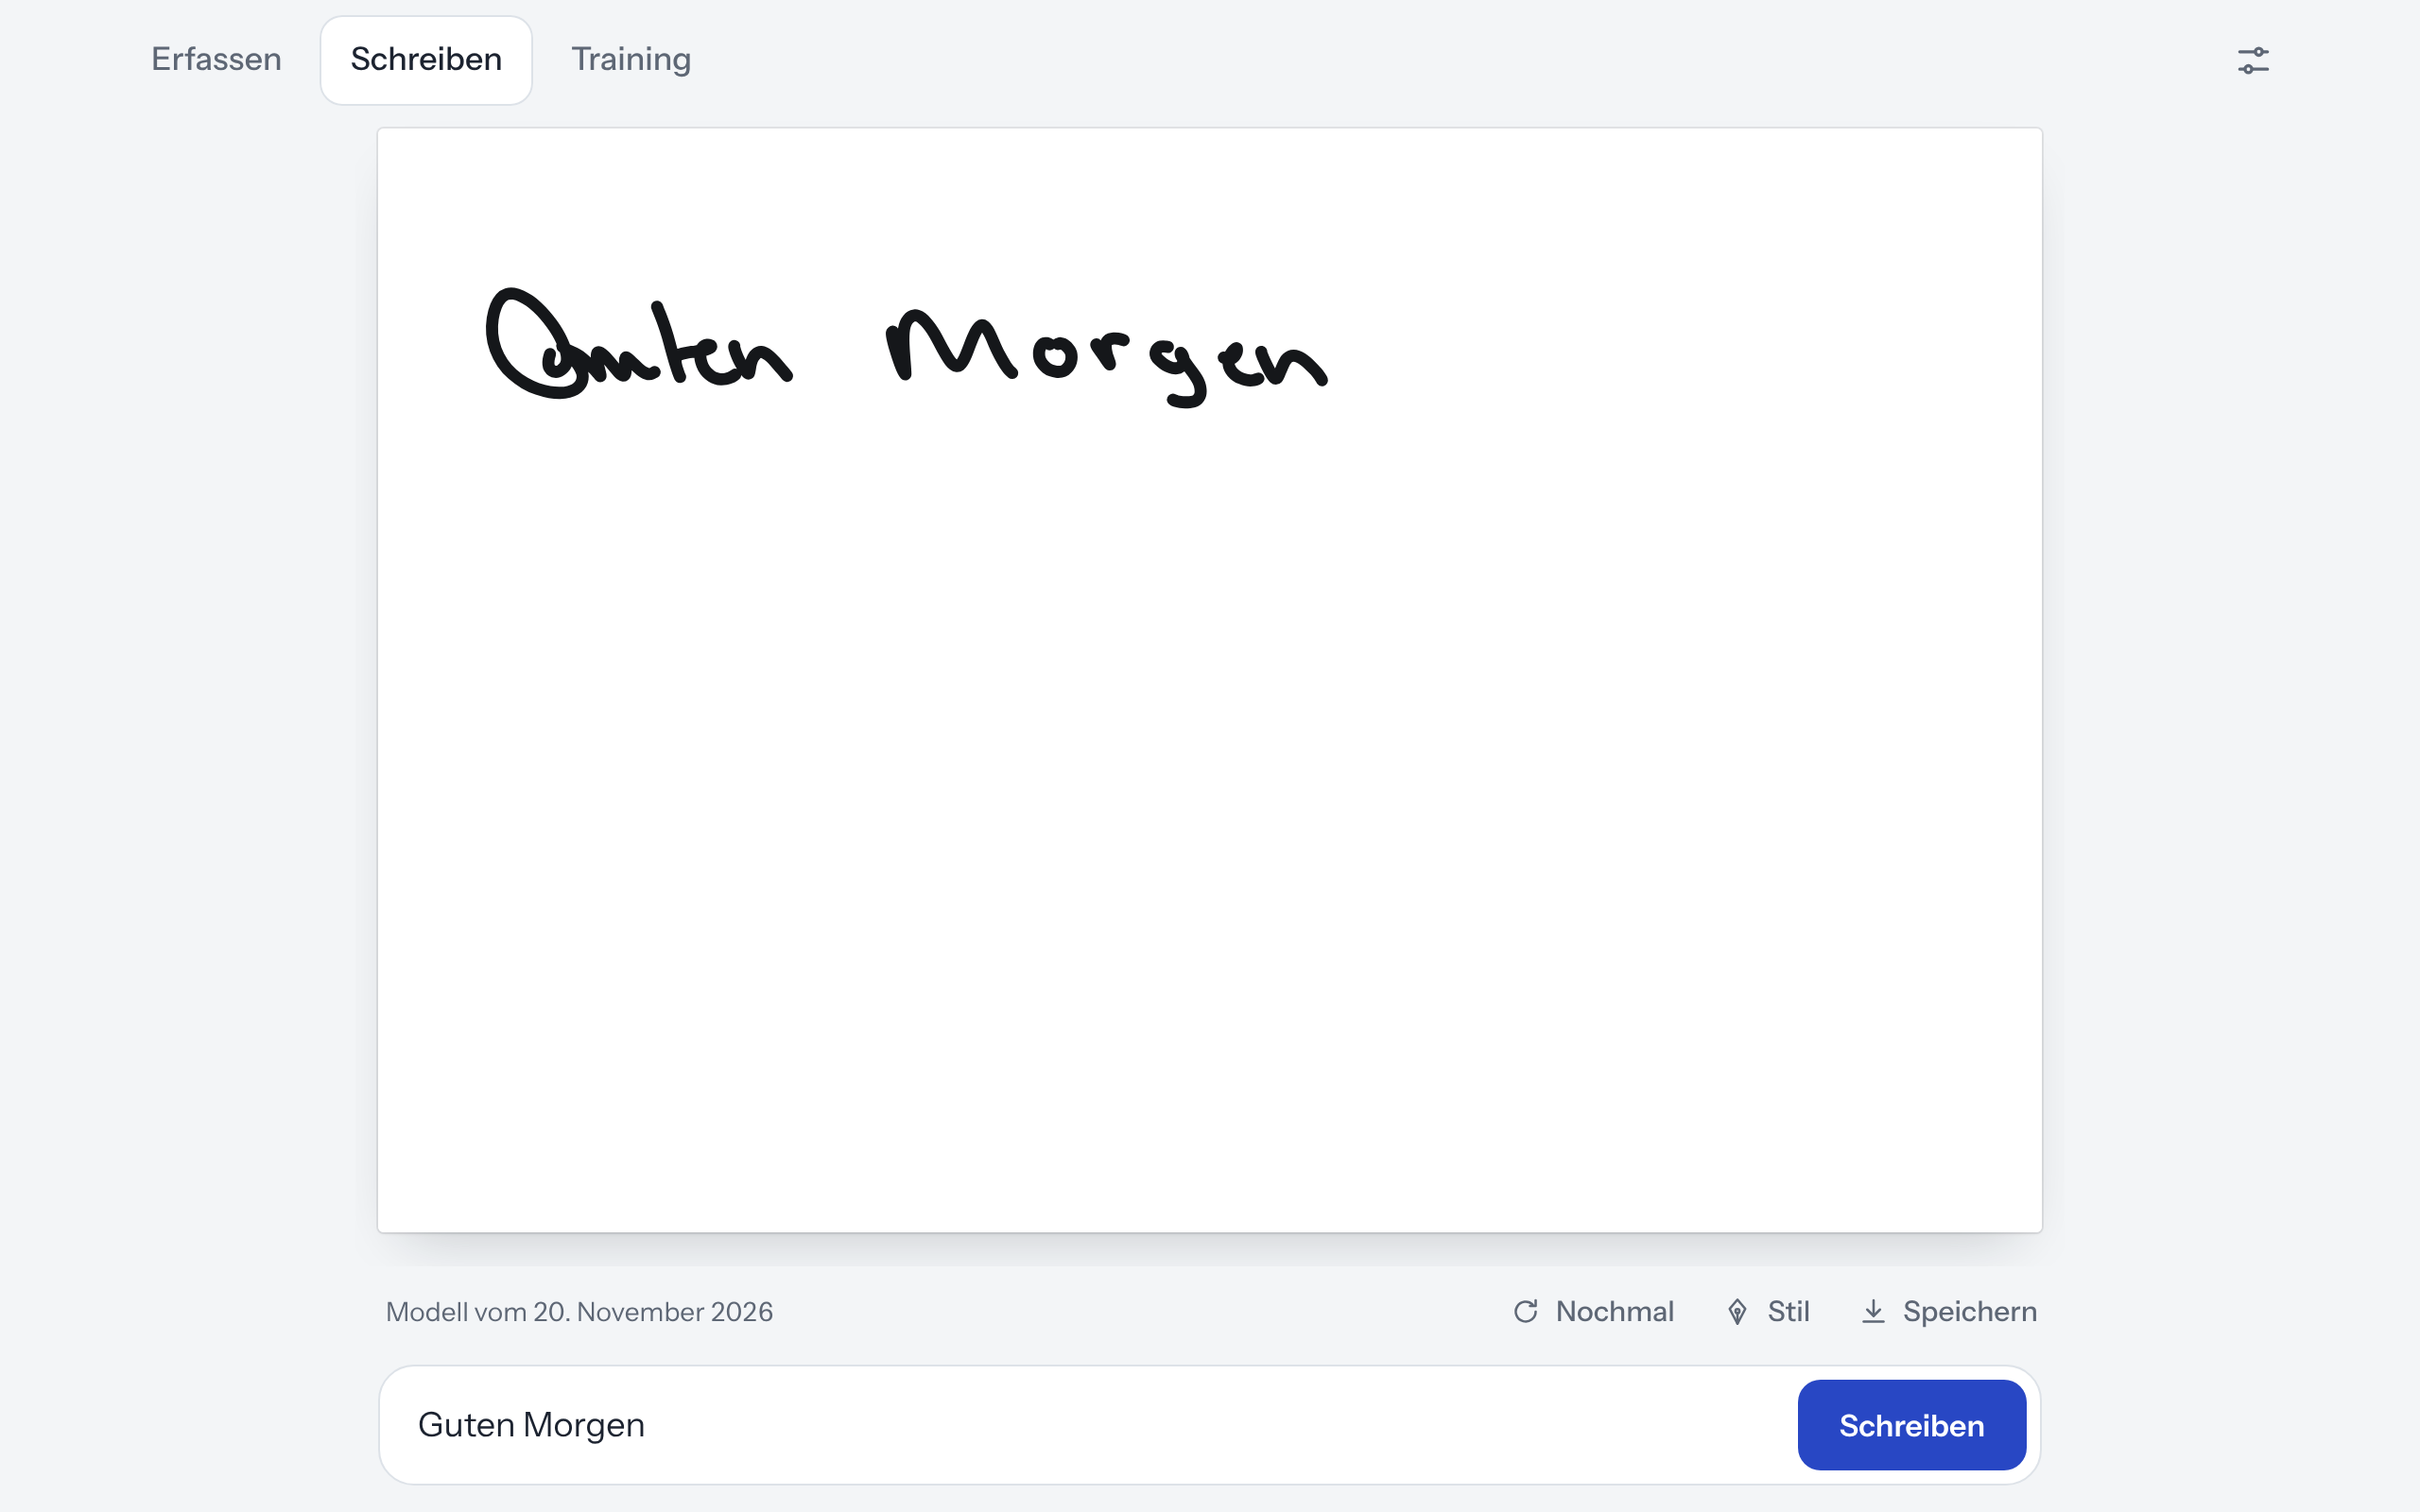 Erfassen Schreiben Training
Guten Morgen
Modell vom 20. November 2026 Nochmal Stil Speichern
Guten Morgen Schreiben